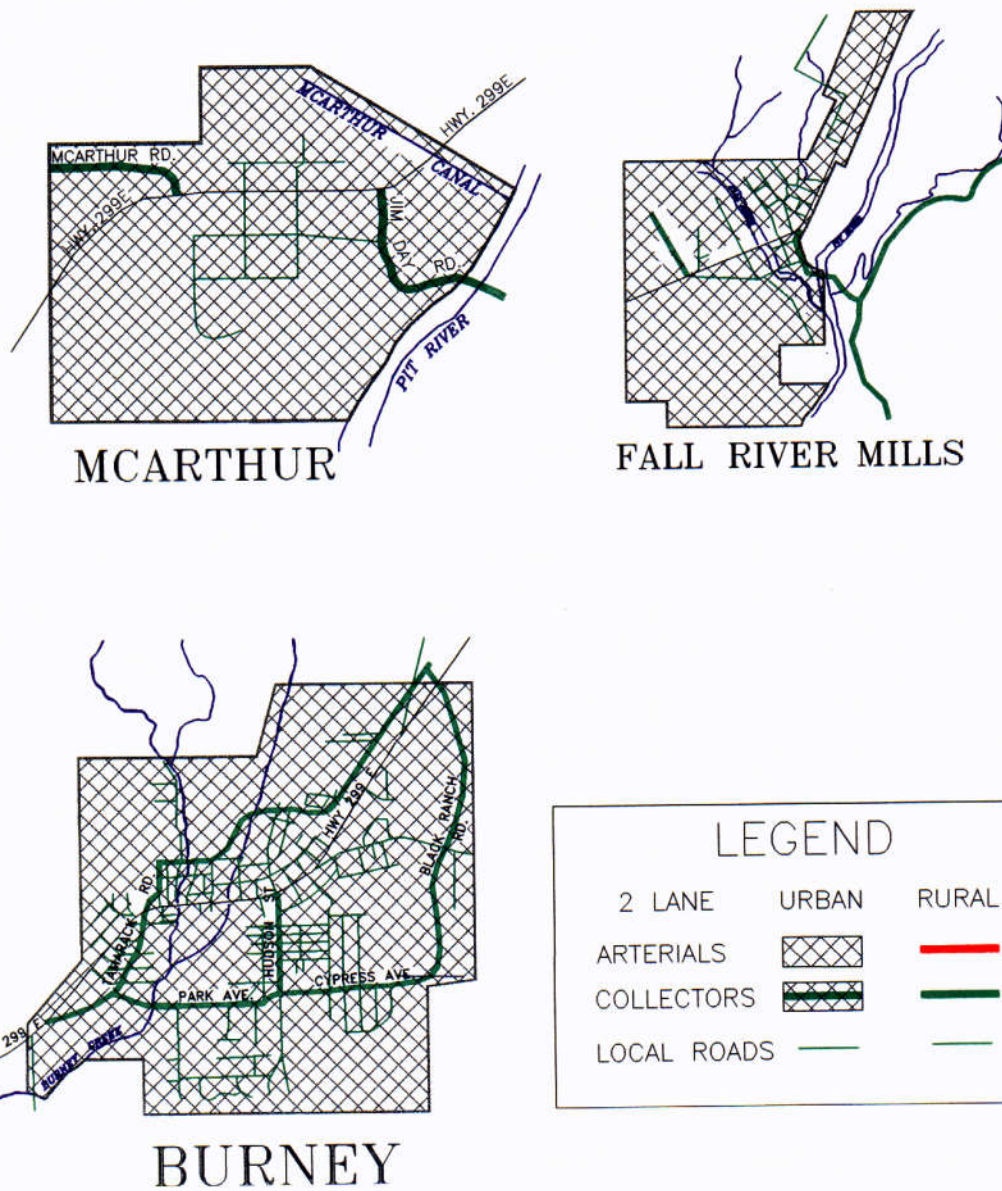 MCARTHUR CANAL
HWY. 299E
MCARTHUR RD.
HWY. 299E
JIM DAY RD.
PIT RIVER
MCARTHUR
PIT RIVER
FALL RIVER MILLS
HWY 299 E
BLACK RANCH RD.
TAMARACK RD.
HUDSON ST
PARK AVE.
CYPRESS AVE.
299 E
BURNEY CREEK
BURNEY
LEGEND
2 LANE URBAN RURAL
ARTERIALS
COLLECTORS
LOCAL ROADS